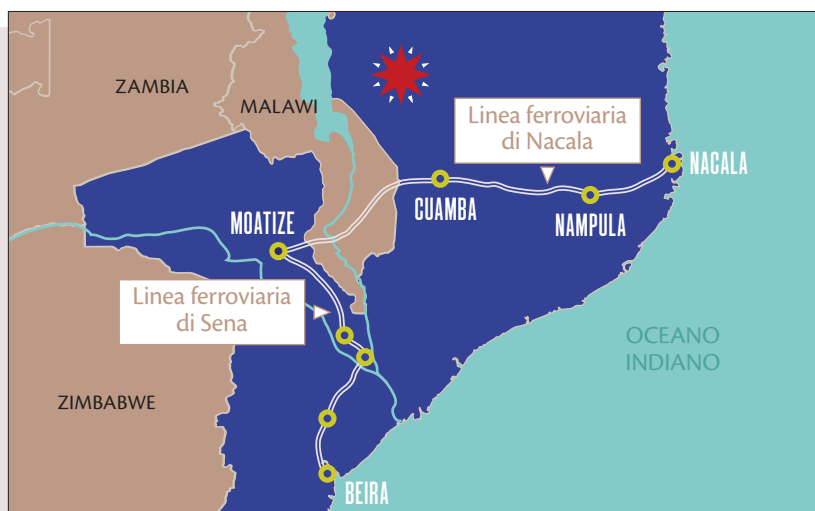 ZAMBIA
MALAWI
Linea ferroviaria
di Nacala
NACALA
CUAMBA
NAMPULA
MOATIZE
Linea ferroviaria
di Sena
OCEANO
INDIANO
ZIMBABWE
BEIRA